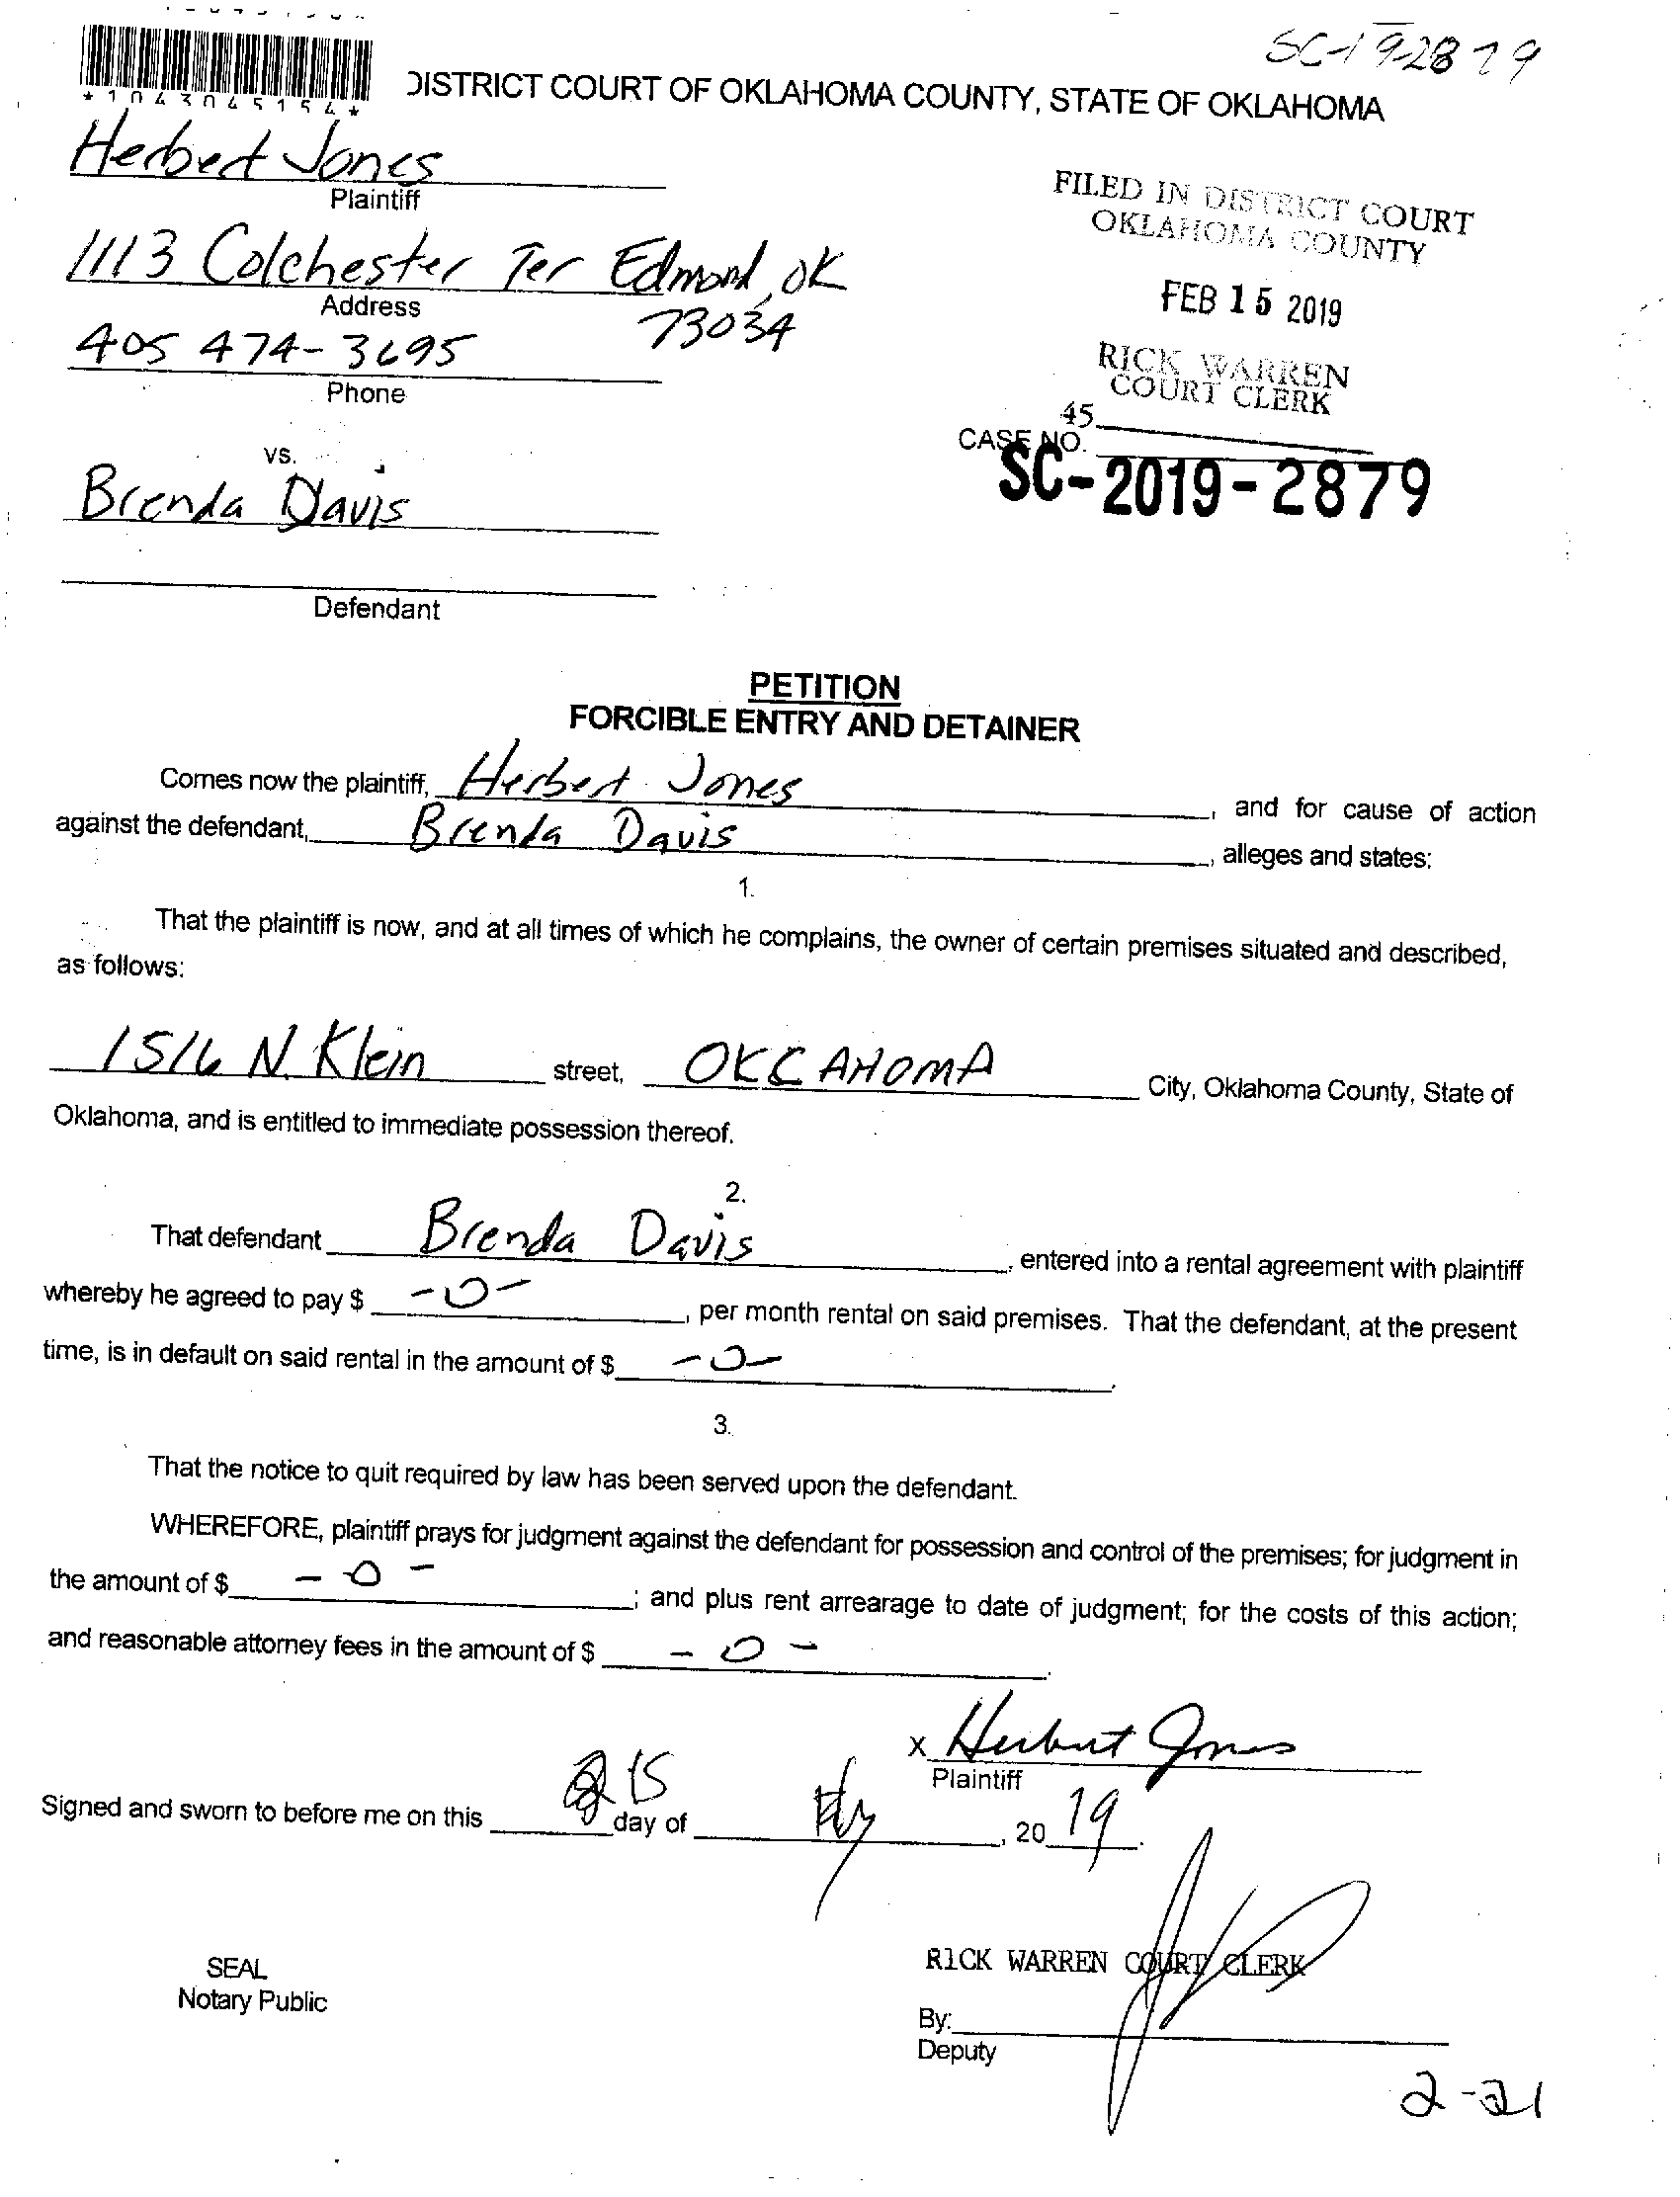 SC-19-2879
*1043045154*
DISTRICT COURT OF OKLAHOMA COUNTY, STATE OF OKLAHOMA
Herbert Jones
Plaintiff
FILED IN DISTRICT COURT
OKLAHOMA COUNTY
1113 Colchester Ter Edmond, OK
Address
73034
FEB 15 2019
405 474-3695
Phone
RICK WARREN
COURT CLERK
45
CASE NO.
SC-2019-2879
vs.
Brenda Davis
Defendant
PETITION
FORCIBLE ENTRY AND DETAINER
Comes now the plaintiff, Herbert Jones, and for cause of action
against the defendant, Brenda Davis, alleges and states:
1.
That the plaintiff is now, and at all times of which he complains, the owner of certain premises situated and described,
as follows:
1516 N. Klein street, OKCAHOMA City, Oklahoma County, State of
Oklahoma, and is entitled to immediate possession thereof.
2.
That defendant Brenda Davis, entered into a rental agreement with plaintiff
whereby he agreed to pay $ -0-, per month rental on said premises. That the defendant, at the present
time, is in default on said rental in the amount of $ -0-.
3.
That the notice to quit required by law has been served upon the defendant.
WHEREFORE, plaintiff prays for judgment against the defendant for possession and control of the premises; for judgment in
the amount of $ -0-; and plus rent arrearage to date of judgment; for the costs of this action;
and reasonable attorney fees in the amount of $ -0-.
X Herbert Jones
Plaintiff
Signed and sworn to before me on this 15 day of, 2019.
SEAL
Notary Public
RICK WARREN COURT CLERK
By:
Deputy
2-21